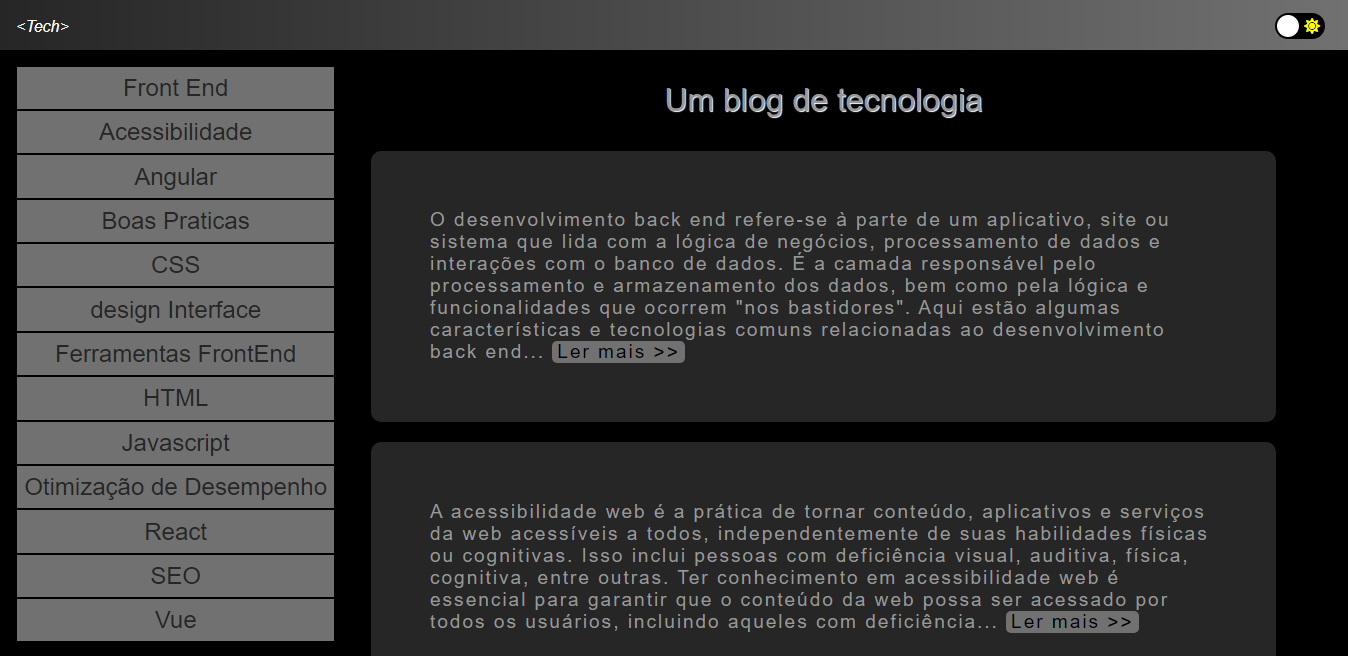 <Tech>
Front End
Acessibilidade
Angular
Boas Praticas
CSS
design Interface
Ferramentas FrontEnd
HTML
Javascript
Otimização de Desempenho
React
SEO
Vue
Um blog de tecnologia
O desenvolvimento back end refere-se à parte de um aplicativo, site ou
sistema que lida com a lógica de negócios, processamento de dados e
interações com o banco de dados. É a camada responsável pelo
processamento e armazenamento dos dados, bem como pela lógica e
funcionalidades que ocorrem "nos bastidores". Aqui estão algumas
características e tecnologias comuns relacionadas ao desenvolvimento
back end... Ler mais >>
A acessibilidade web é a prática de tornar conteúdo, aplicativos e serviços
da web acessíveis a todos, independentemente de suas habilidades físicas
ou cognitivas. Isso inclui pessoas com deficiência visual, auditiva, física,
cognitiva, entre outras. Ter conhecimento em acessibilidade web é
essencial para garantir que o conteúdo da web possa ser acessado por
todos os usuários, incluindo aqueles com deficiência... Ler mais >>